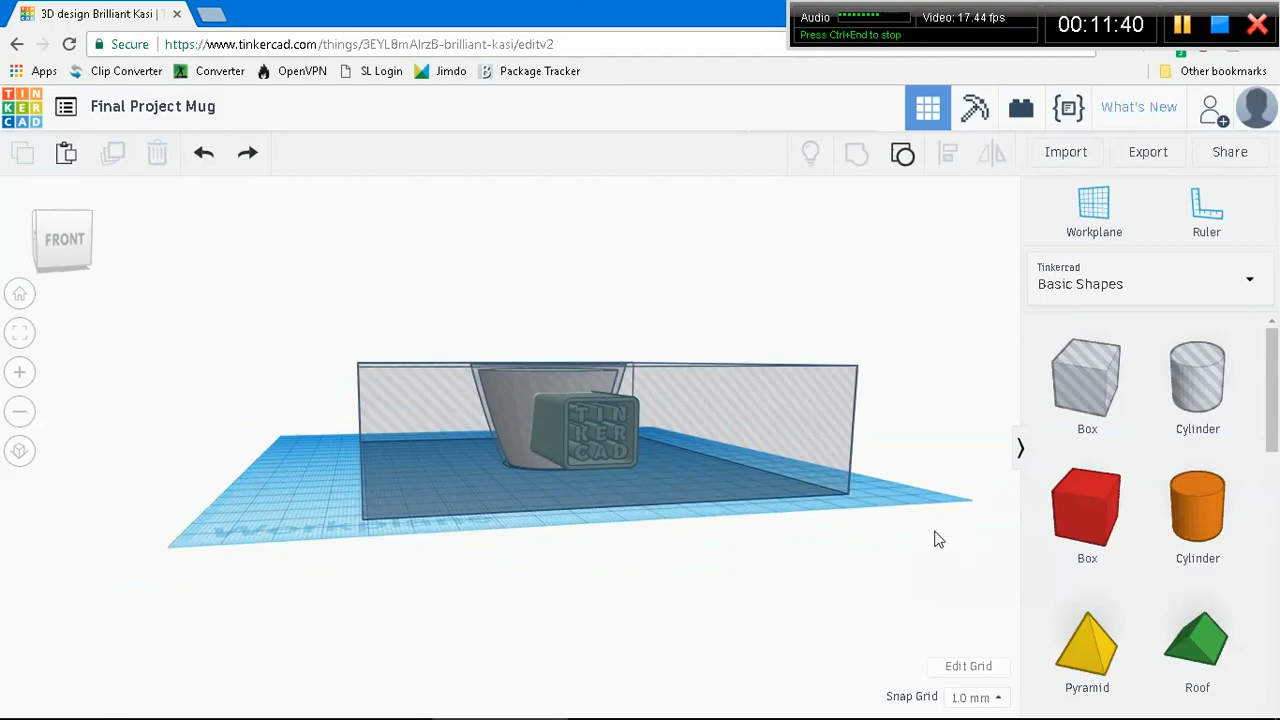 3D design Brilliant Kasi | T
Audio
Video: 17.44 fps
Press Ctrl+End to stop
00:11:40
Secure
https://www.tinkercad.com/things/3EYL8mAlrzB-brilliant-kasi/editv2
Apps
Clip Converter
Converter
OpenVPN
SL Login
Jimdo
Package Tracker
Other bookmarks
TIN
KER
CAD
Final Project Mug
What's New
Import
Export
Share
FRONT
Workplane
Ruler
Tinkercad
Basic Shapes
TIN
KER
CAD
Workplane
Box
Cylinder
Box
Cylinder
Pyramid
Roof
Edit Grid
Snap Grid
1.0 mm